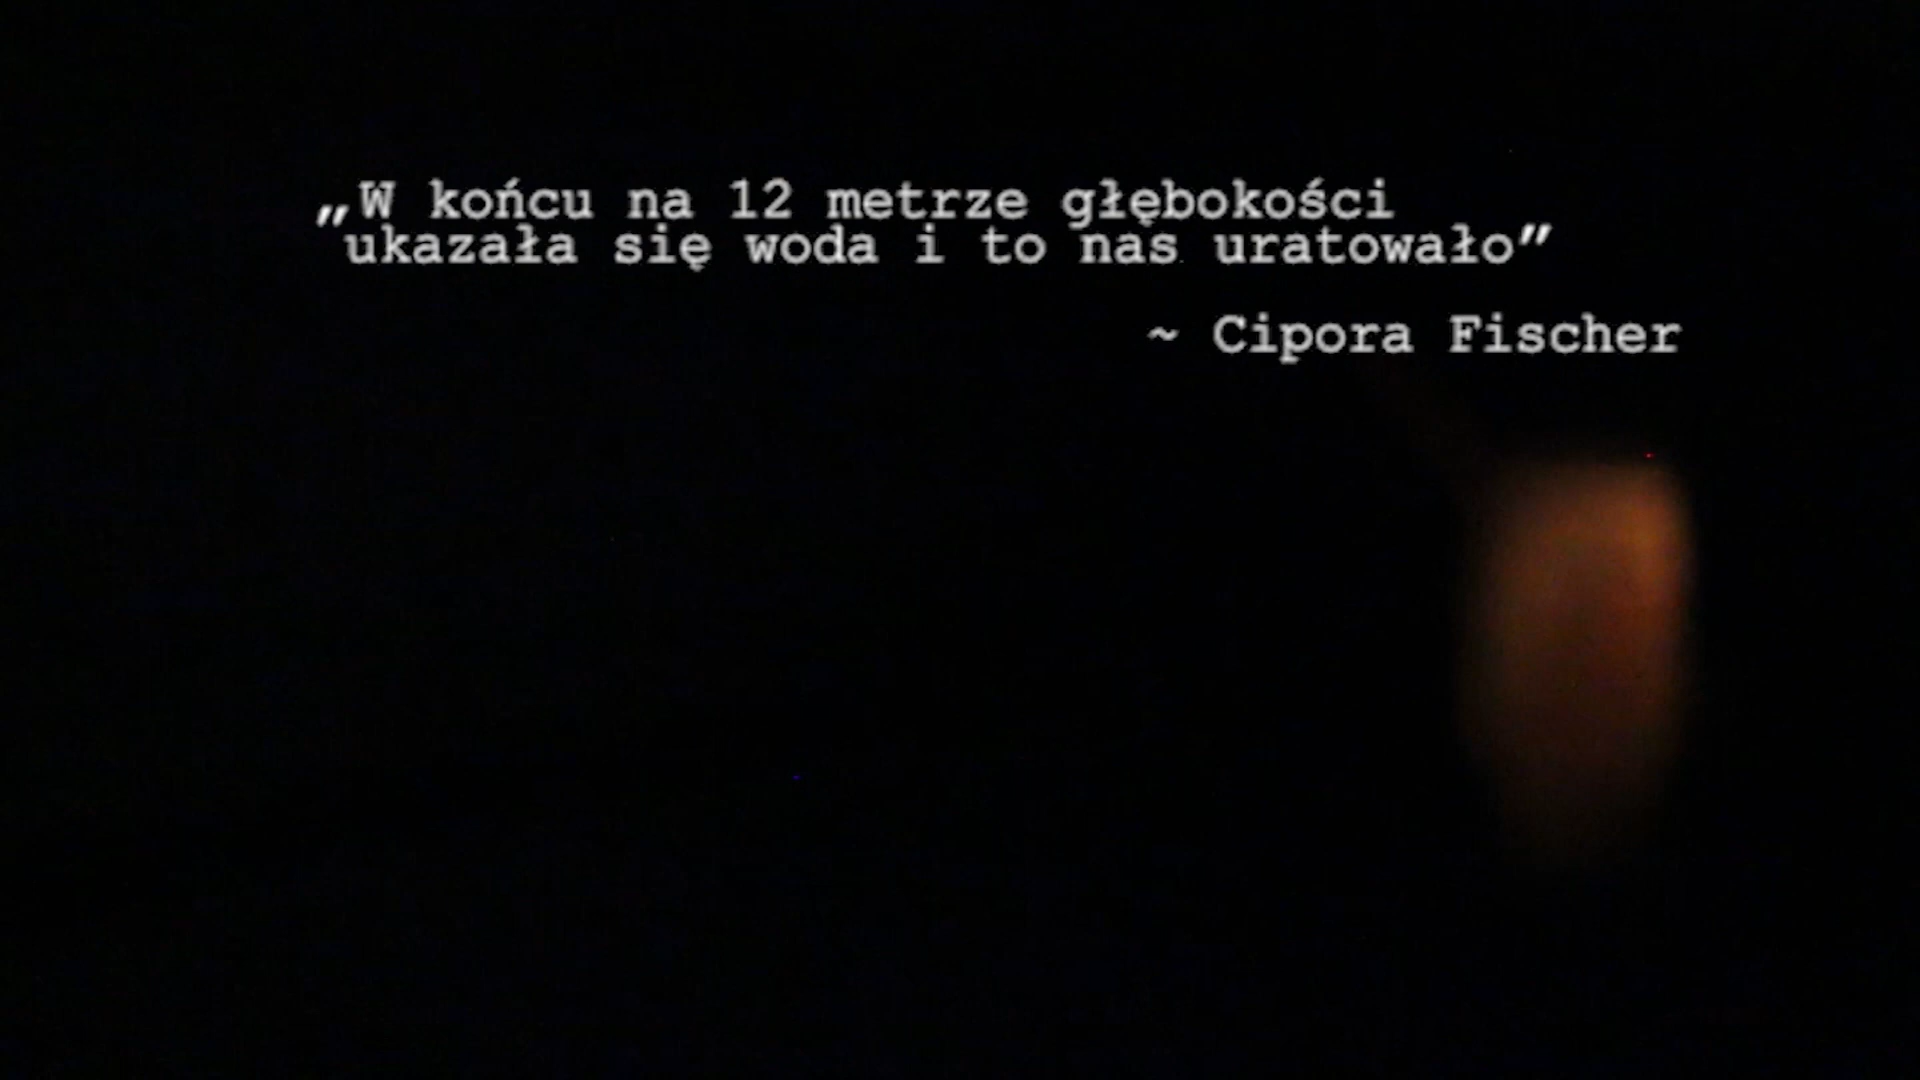 „W końcu na 12 metrze głębokości
ukazała się woda i to nas uratowało”
~ Cipora Fischer